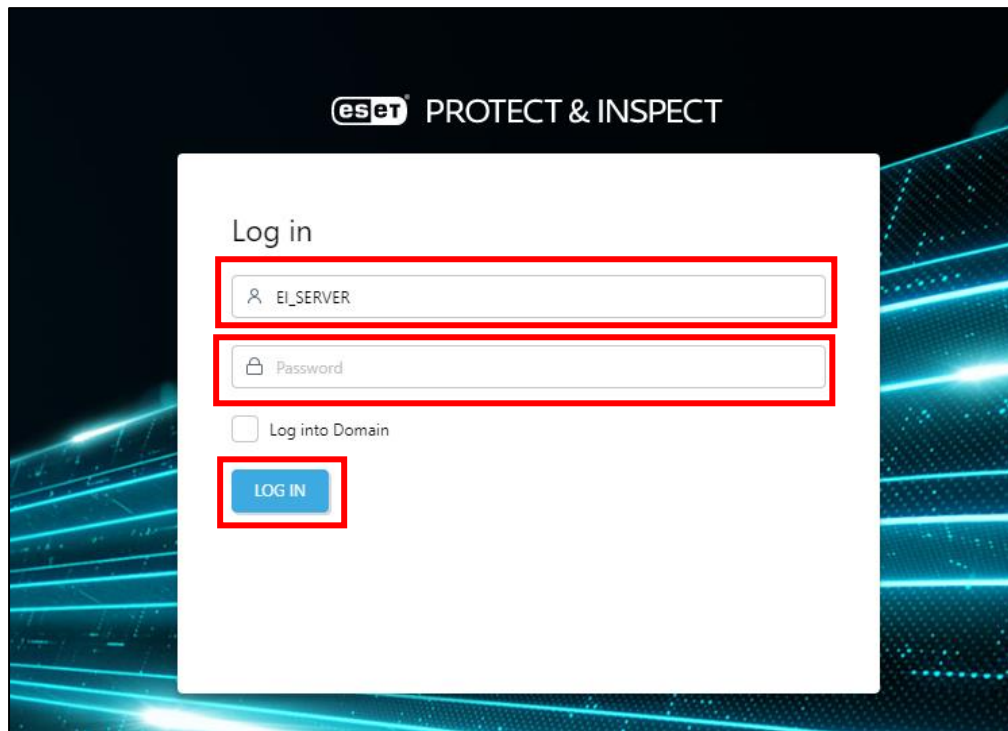 eseT® PROTECT & INSPECT
Log in
EI_SERVER
Password
Log into Domain
LOG IN